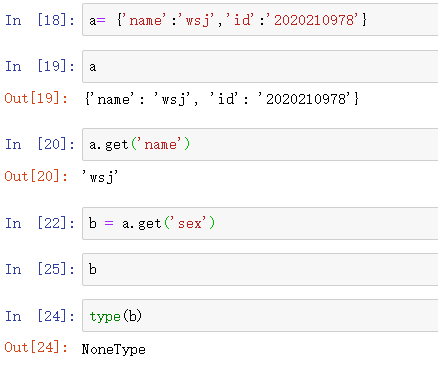 In [18]: a= {'name':'wsj','id':'2020210978'}
In [19]: a
Out[19]: {'name': 'wsj', 'id': '2020210978'}
In [20]: a.get('name')
Out[20]: 'wsj'
In [22]: b = a.get('sex')
In [25]: b
In [24]: type(b)
Out[24]: NoneType